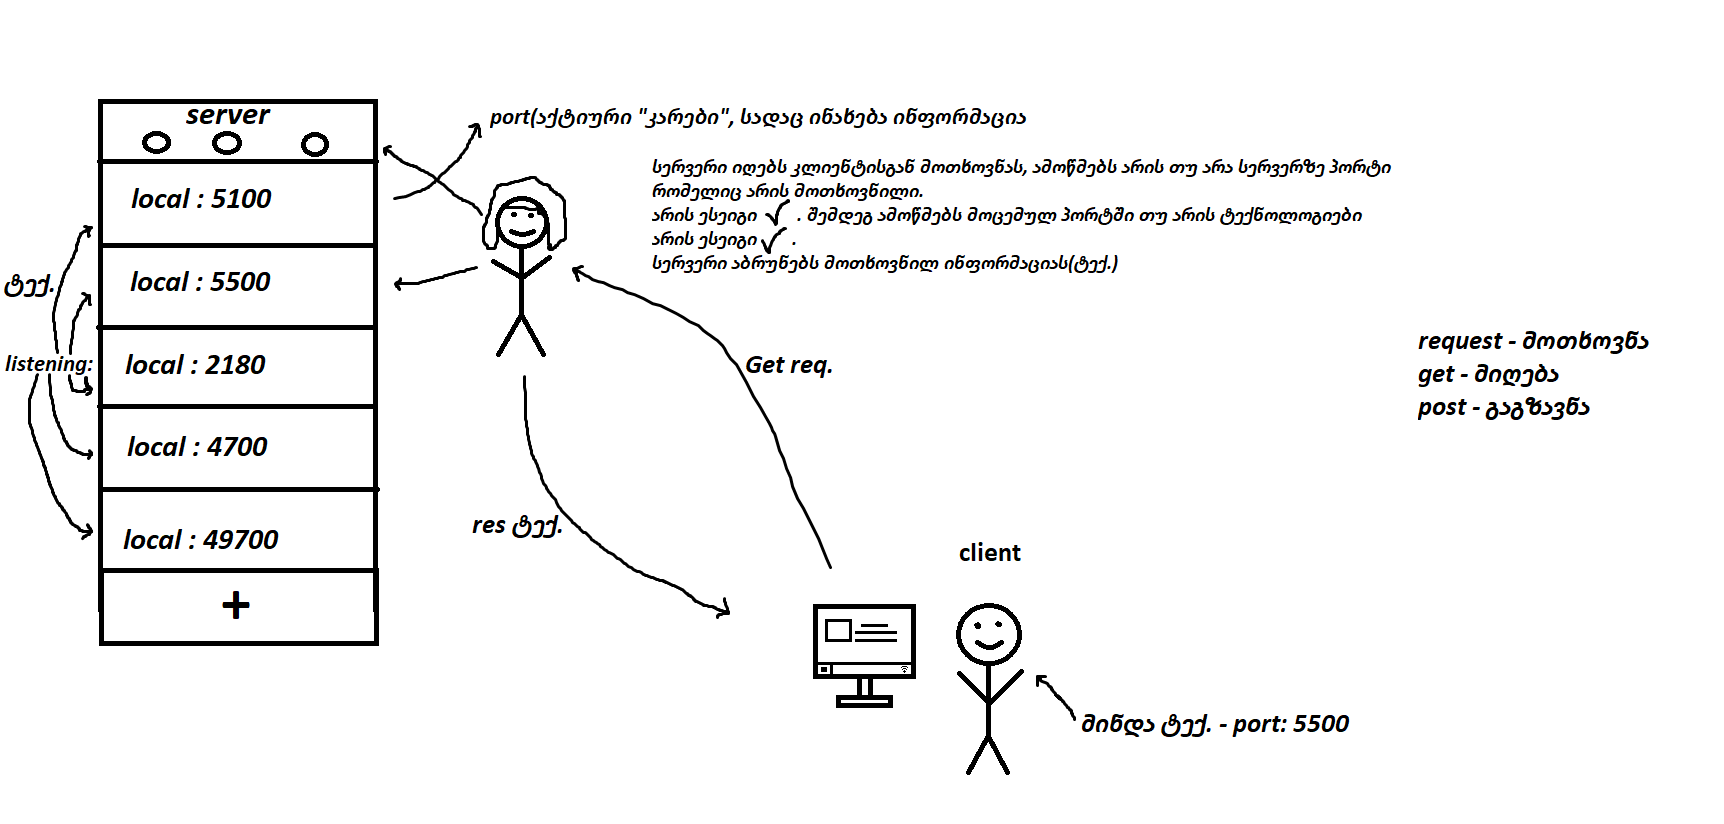 server
port(აქტიური "კარები", სადაც ინახება ინფორმაცია
სერვერი იღებს კლიენტისგან მოთხოვნას, ამოწმებს არის თუ არა სერვერზე პორტი
რომელიც არის მოთხოვნილი.
არის ესეიგი ✓ . შემდეგ ამოწმებს მოცემულ პორტში თუ არის ტექნოლოგიები
არის ესეიგი ✓ .
სერვერი აბრუნებს მოთხოვნილ ინფორმაციას(ტექ.)
local : 5100
local : 5500
ტექ.
listening:
local : 2180
local : 4700
local : 49700
+
Get req.
res ტექ.
request - მოთხოვნა
get - მიღება
post - გაგზავნა
client
მინდა ტექ. - port: 5500